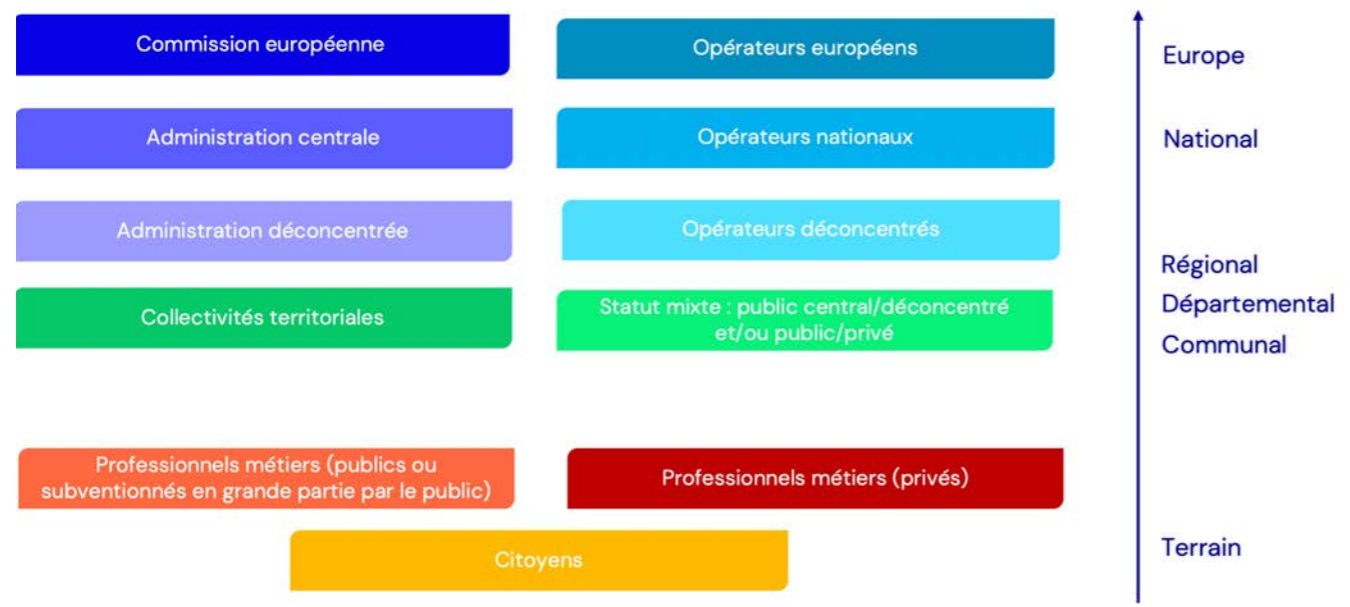 Commission européenne
Opérateurs européens
Europe
Administration centrale
Opérateurs nationaux
National
Administration déconcentrée
Opérateurs déconcentrés
Régional
Départemental
Communal
Collectivités territoriales
Statut mixte : public central/déconcentré
et/ou public/privé
Professionnels métiers (publics ou
subventionnés en grande partie par le public)
Professionnels métiers (privés)
Citoyens
Terrain